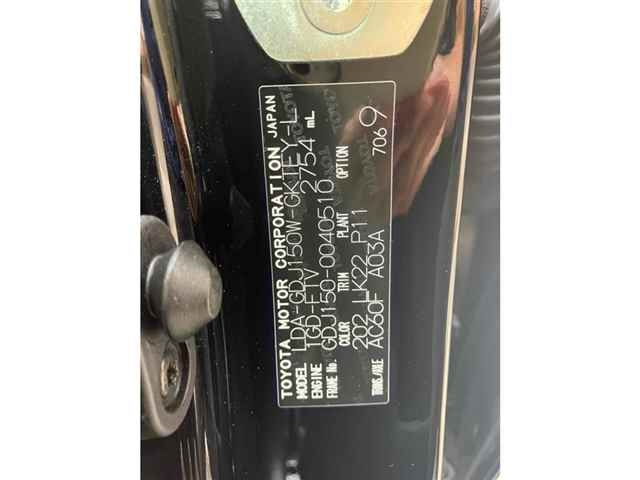 TOYOTA MOTOR CORPORATION JAPAN
MODEL LDA-GDJ150W-GKTEY-L
ENGINE 1GD-FTV 2754 mL
FRAME No. GDJ150-0040510
COLOR TRIM PLANT OPTION
202 LK22 P11
TRANS/AXLE AC60F A03A 7069